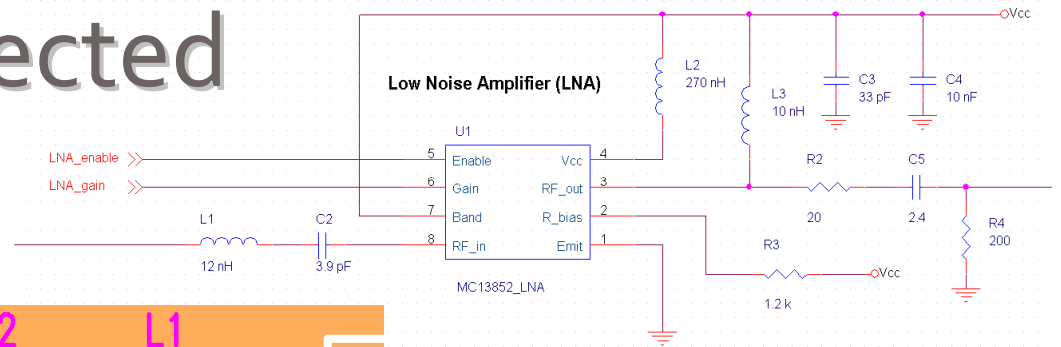 ected
Low Noise Amplifier (LNA)
Vcc
L2
270 nH
L3
10 nH
C3
33 pF
C4
10 nF
U1
LNA_enable
5
Enable
Vcc
4
LNA_gain
6
Gain
RF_out
3
7
Band
R_bias
2
8
RF_in
Emit
1
MC13852_LNA
L1
12 nH
C2
3.9 pF
R2
20
C5
2.4
R4
200
R3
1.2 k
Vcc
2
L1